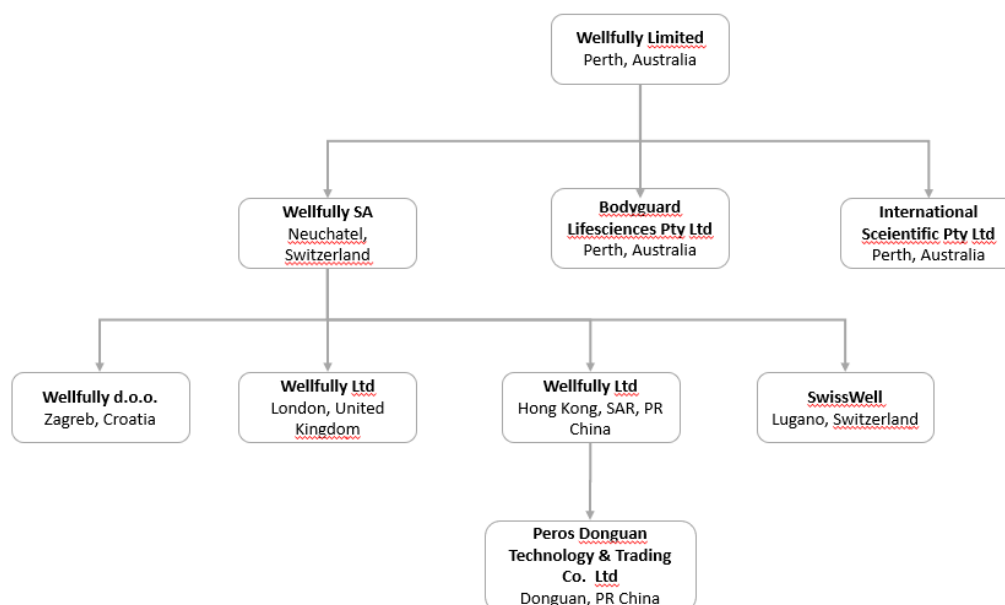 Wellfully Limited
Perth, Australia
Wellfully SA
Neuchatel,
Switzerland
Bodyguard
Lifesciences Pty Ltd
Perth, Australia
International
Sceientific Pty Ltd
Perth, Australia
Wellfully d.o.o.
Zagreb, Croatia
Wellfully Ltd
London, United
Kingdom
Wellfully Ltd
Hong Kong, SAR, PR
China
SwissWell
Lugano, Switzerland
Peros Donguan
Technology & Trading
Co. Ltd
Donguan, PR China